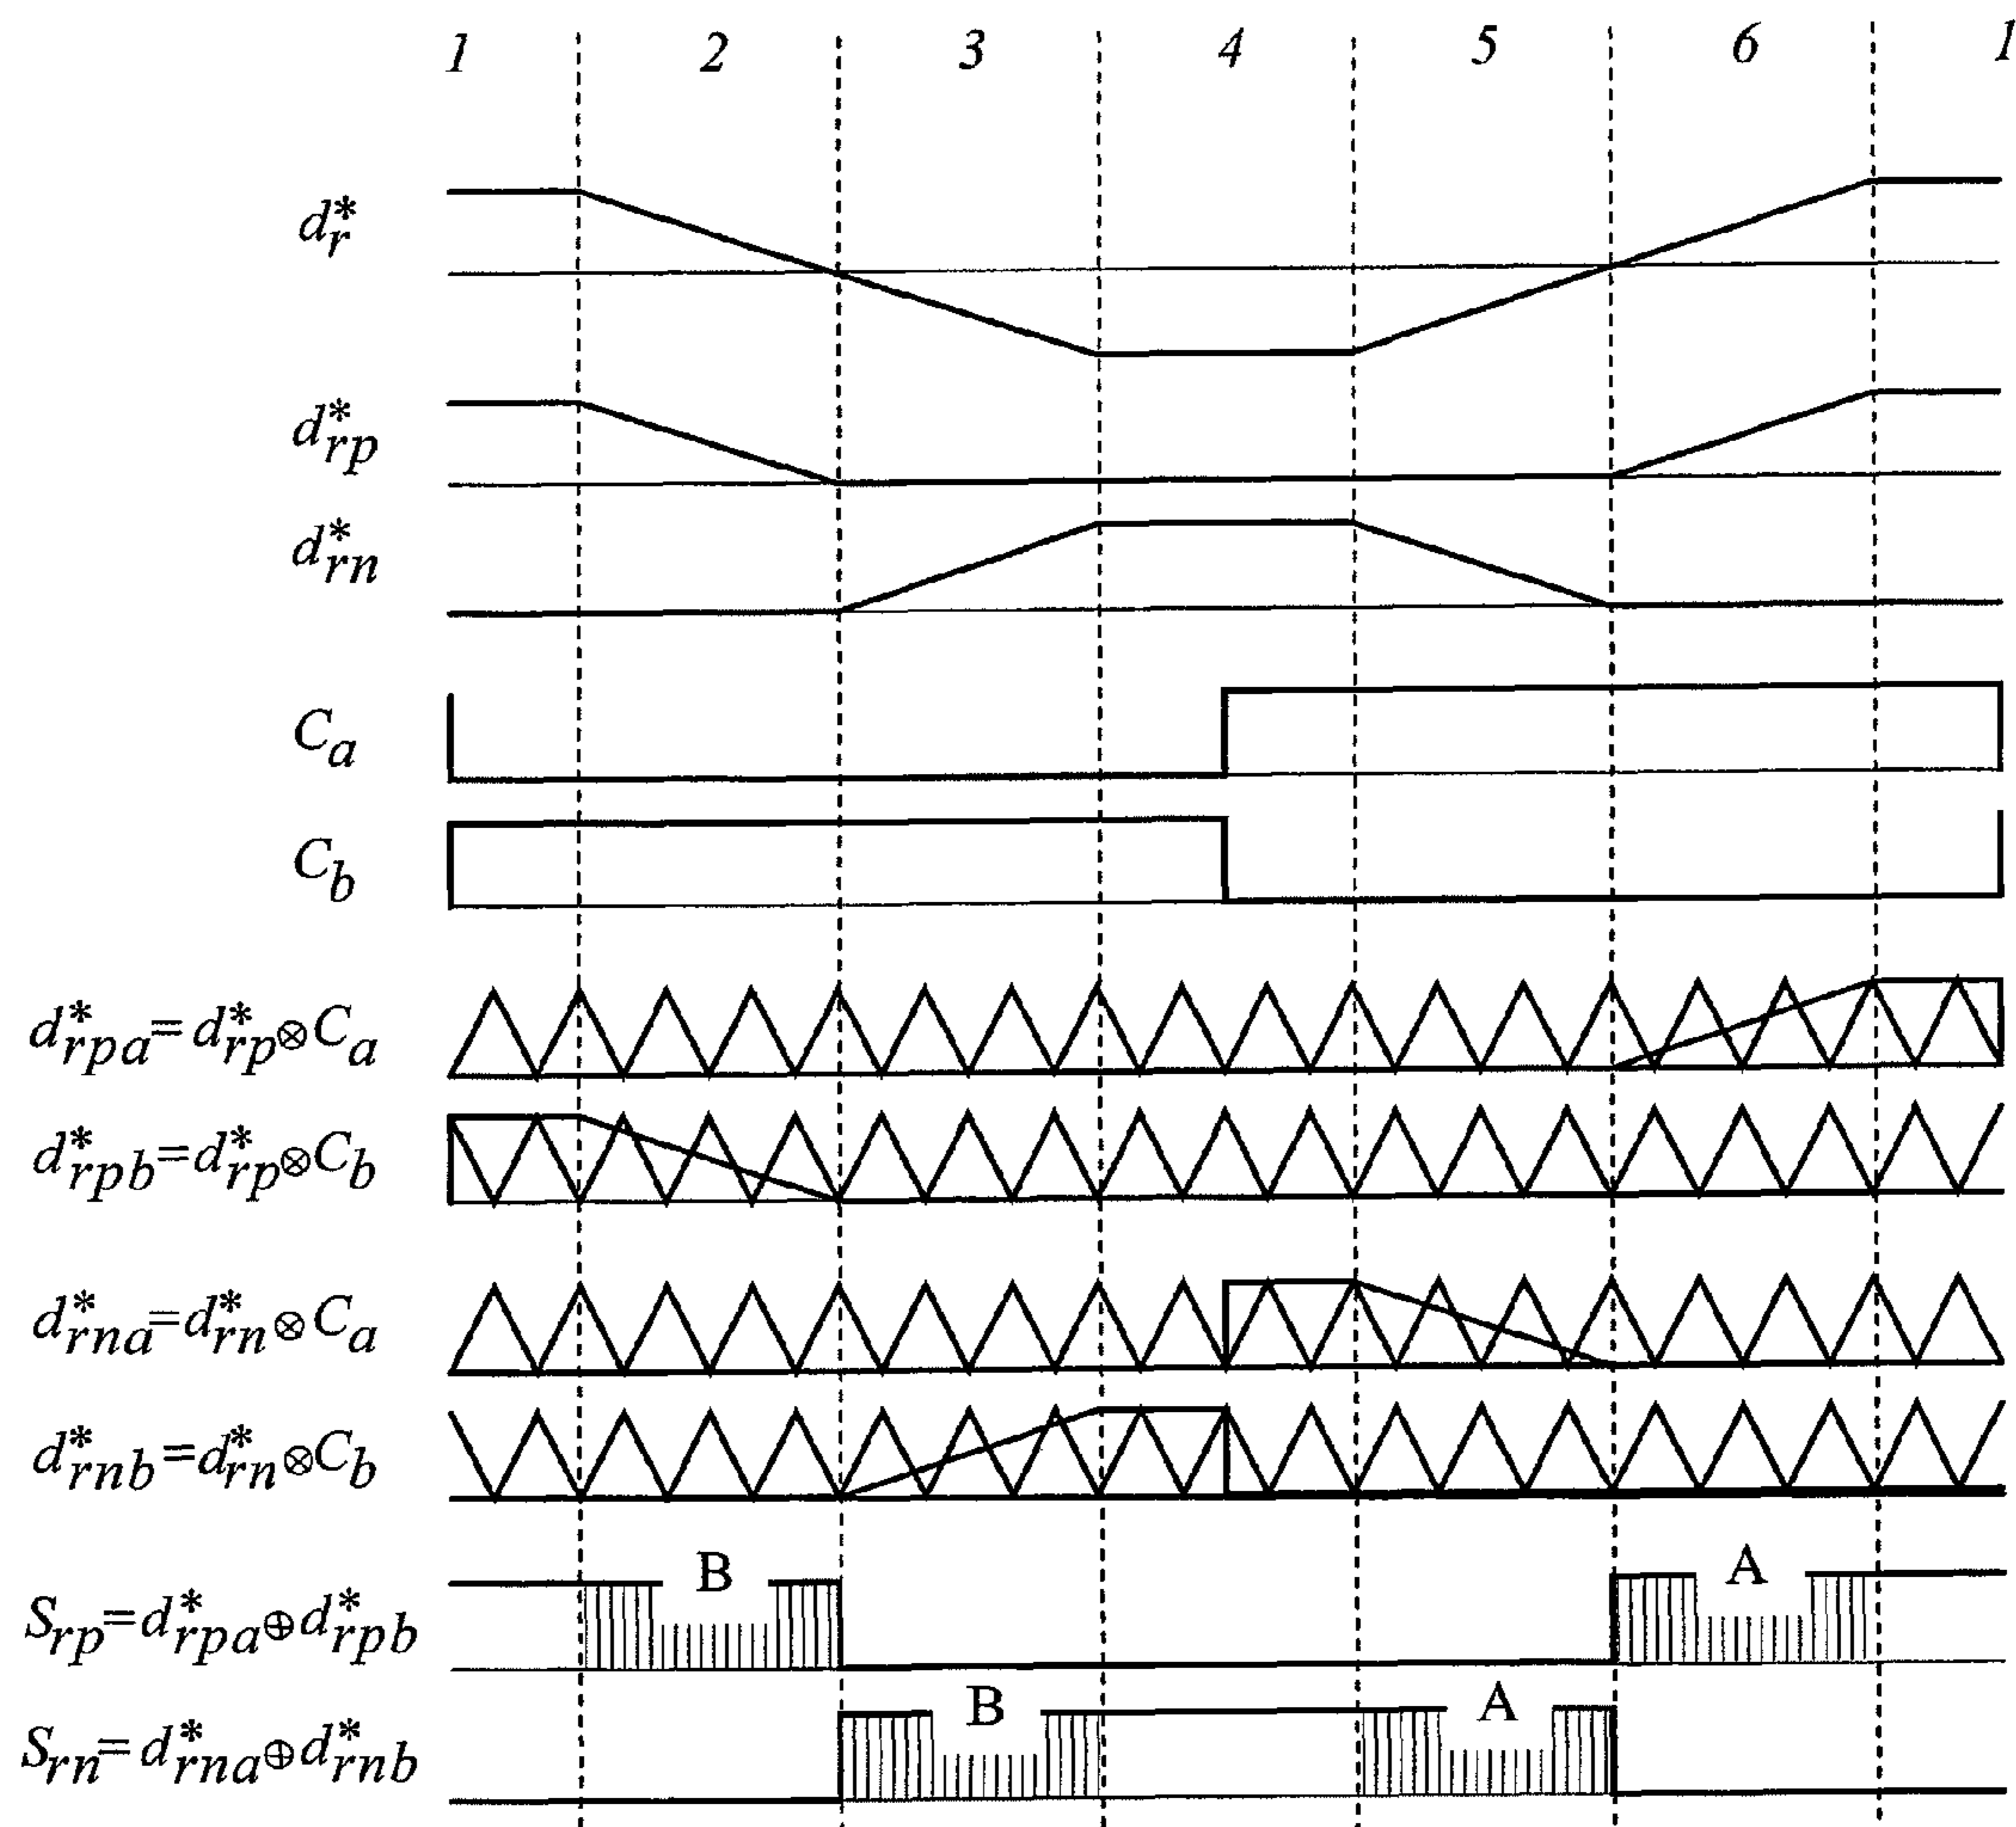 1 2 3 4 5 6 1
d*r
d*rp
d*rn
Ca
Cb
d*rpa=d*rp⊗Ca
d*rpb=d*rp⊗Cb
d*rna=d*rn⊗Ca
d*rnb=d*rn⊗Cb
B A
Srp=d*rpa⊕d*rpb
B A
Srn=d*rna⊕d*rnb